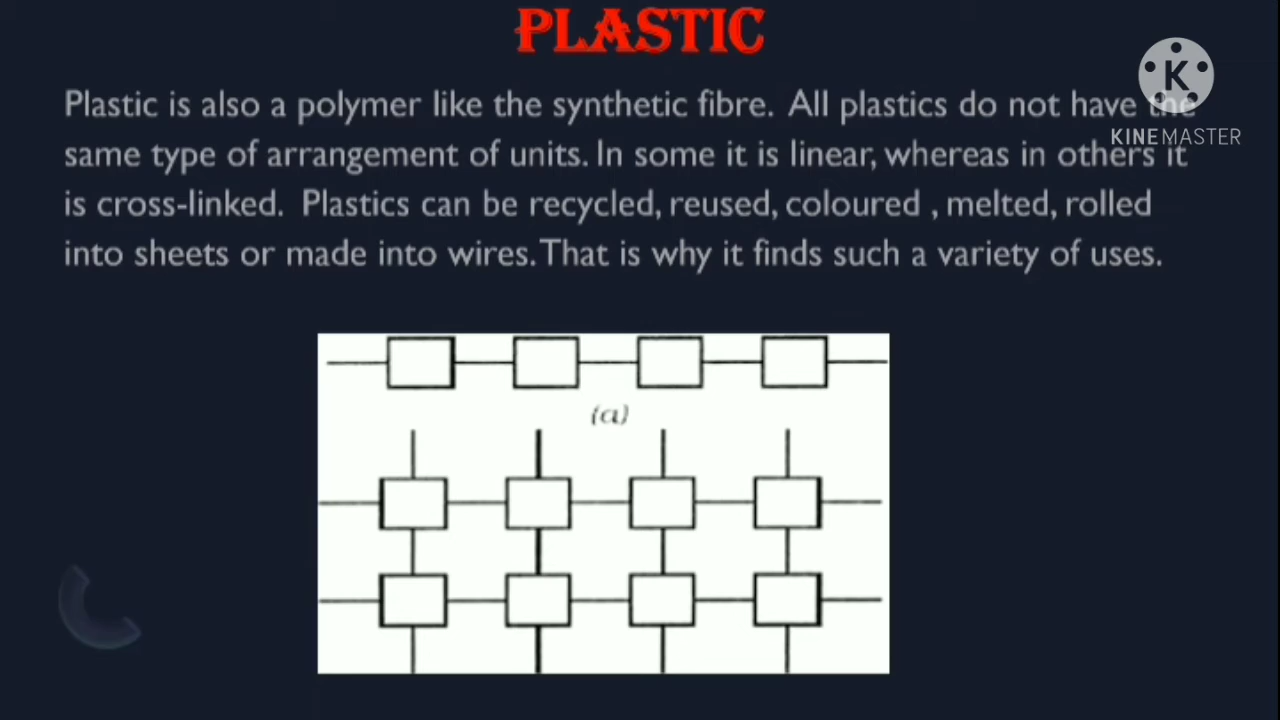 PLASTIC
Plastic is also a polymer like the synthetic fibre. All plastics do not have the
same type of arrangement of units. In some it is linear, whereas in others it
is cross-linked. Plastics can be recycled, reused, coloured , melted, rolled
into sheets or made into wires. That is why it finds such a variety of uses.
K
KINEMASTER
(a)